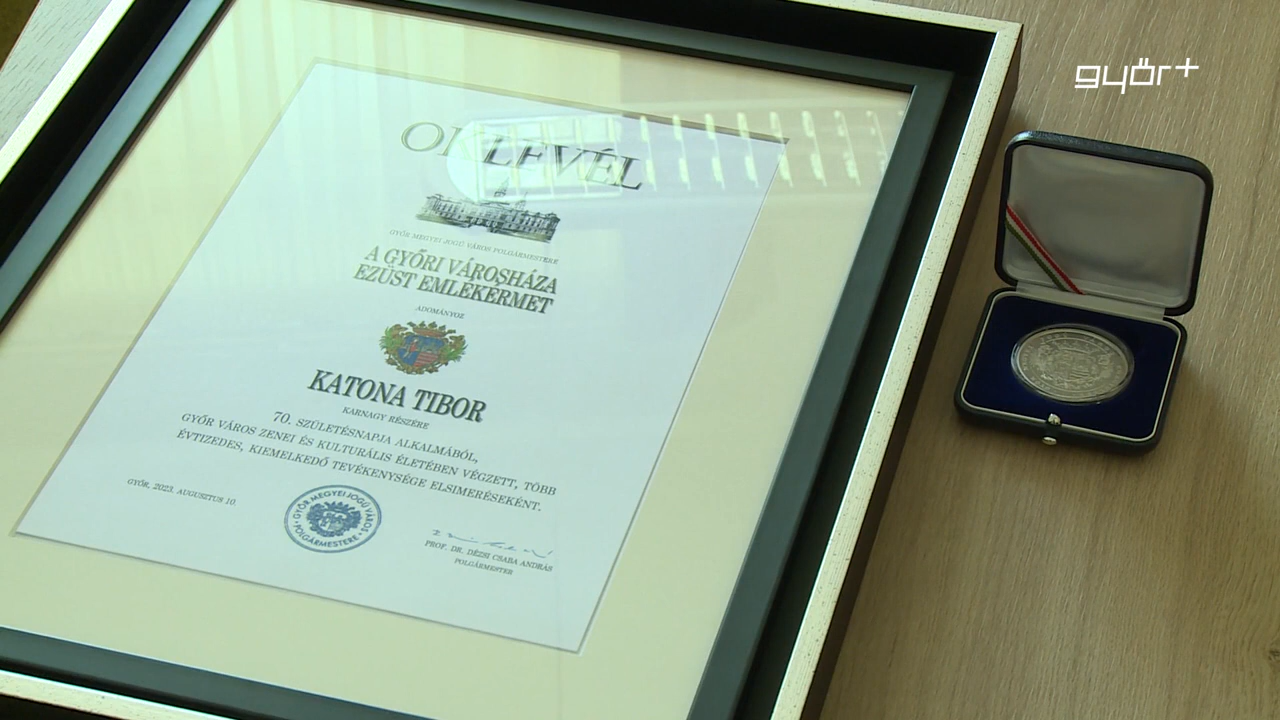 győr+
OKLEVÉL
GYŐR MEGYEI JOGÚ VÁROS POLGÁRMESTERE
A GYŐRI VÁROSHÁZA
EZÜST EMLÉKÉRMET
ADOMÁNYOZ
KATONA TIBOR
KARNAGY RÉSZÉRE
70. SZÜLETÉSNAPJA ALKALMÁBÓL,
GYŐR VÁROS ZENEI ÉS KULTURÁLIS ÉLETÉBEN VÉGZETT, TÖBB
ÉVTIZEDES, KIEMELKEDŐ TEVÉKENYSÉGE ELSIMERÉSEKÉNT.
GYŐR, 2023. AUGUSZTUS 10.
GYŐR MEGYEI JOGÚ VÁROS
POLGÁRMESTERE
PROF. DR. DÉZSI CSABA ANDRÁS
POLGÁRMESTER